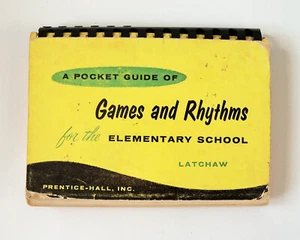 A POCKET GUIDE OF
Games and Rhythms
for the ELEMENTARY SCHOOL
LATCHAW
PRENTICE-HALL, INC.